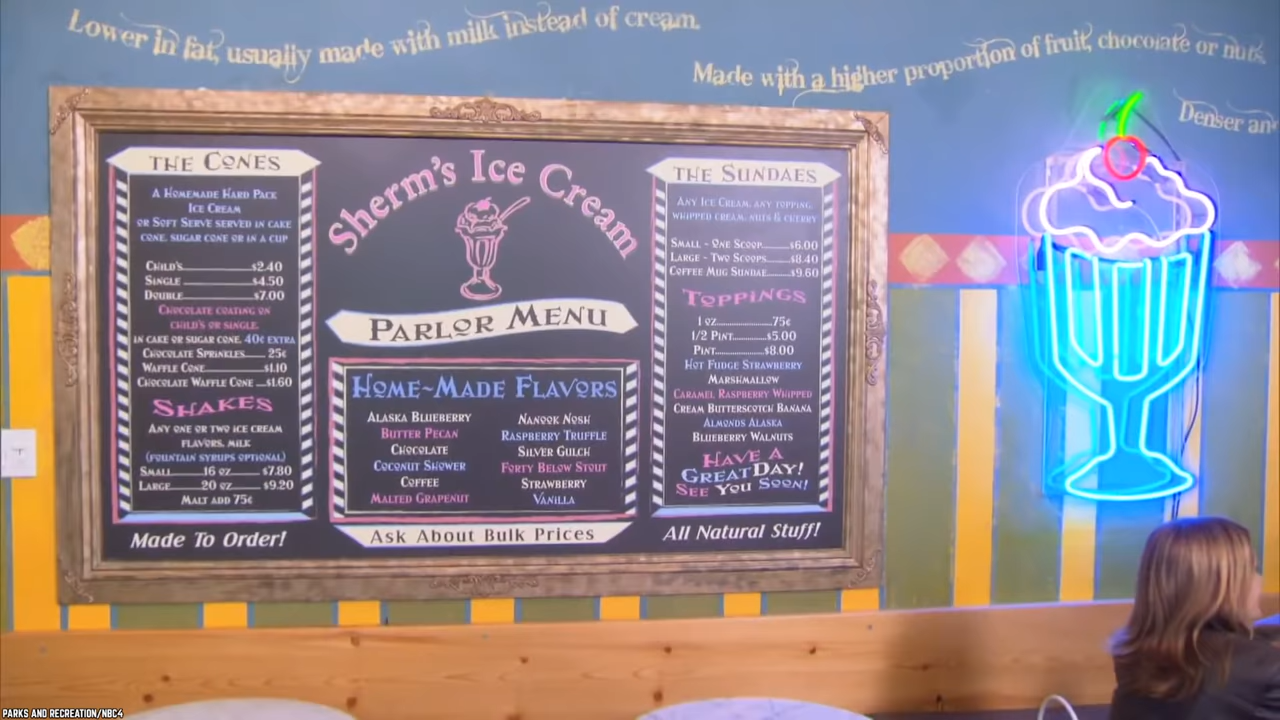 Lower in fat, usually made with milk instead of cream.
Made with a higher proportion of fruit, chocolate or nuts
Denser an
THE CONES
A HOMEMADE HARD PACK
ICE CREAM
OR SOFT SERVE SERVED IN CAKE
CONE, SUGAR CONE OR IN A CUP
CHILD'S....................$2.40
SINGLE....................$4.50
DOUBLE....................$7.00
CHOCOLATE COATING ON
CHILD'S OR SINGLE,
IN CAKE OR SUGAR CONE, 40¢ EXTRA
CHOCOLATE SPRINKLES...... 25¢
WAFFLE CONE...............$1.10
CHOCOLATE WAFFLE CONE ....$1.60
SHAKES
ANY ONE OR TWO ICE CREAM
FLAVORS, MILK
(FOUNTAIN SYRUPS OPTIONAL)
SMALL........16 OZ........$7.80
LARGE........20 OZ........$9.20
MALT ADD 75¢
Made To Order!
Sherm's Ice Cream
PARLOR MENU
HOME~MADE FLAVORS
ALASKA BLUEBERRY
BUTTER PECAN
CHOCOLATE
COCONUT SHOWER
COFFEE
MALTED GRAPENUT
NANOOK NOSH
RASPBERRY TRUFFLE
SILVER GULCH
FORTY BELOW STOUT
STRAWBERRY
VANILLA
Ask About Bulk Prices
THE SUNDAES
ANY ICE CREAM, ANY TOPPING
WHIPPED CREAM, NUTS & CHERRY
SMALL - ONE SCOOP..........$6.00
LARGE - TWO SCOOPS........$8.40
COFFEE MUG SUNDAE........$9.60
TOPPINGS
1 OZ......................75¢
1/2 PINT..................$5.00
PINT......................$8.00
HOT FUDGE STRAWBERRY
MARSHMALLOW
CARAMEL RASPBERRY WHIPPED
CREAM BUTTERSCOTCH BANANA
ALMONDS ALASKA
BLUEBERRY WALNUTS
HAVE A
GREAT DAY!
SEE YOU SOON!
All Natural Stuff!
PARKS AND RECREATION/NBC4